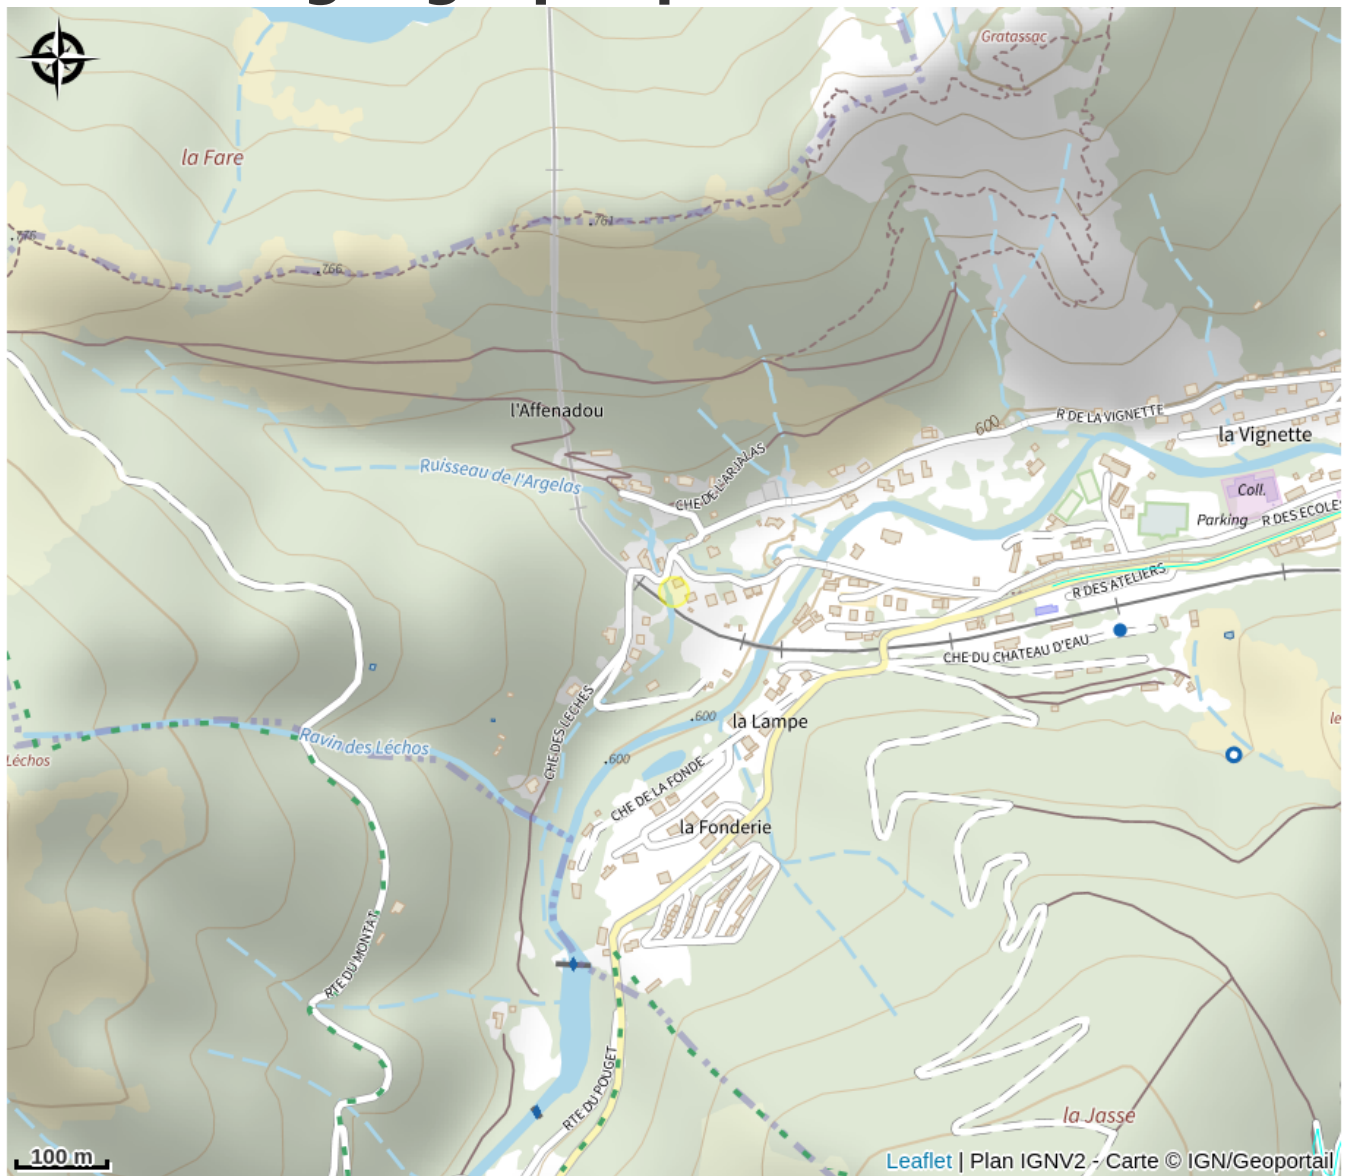 Gratassac
la Fare
.776
.761
.766
l'Affenadou
600
R DE LA VIGNETTE
la Vignette
CHE DE L'ARJALAS
Ruisseau de l'Argelas
Coll.
Parking
R DES ECOLES
R DES ATELIERS
CHE DU CHATEAU D'EAU
CHE DES LECHES
.600
la Lampe
Ravin des Léchos
Léchos
le
.600
CHE DE LA FONDE
la Fonderie
RTE DU MONTAT
RTE DU POUGET
la Jasse
100 m
Leaflet | Plan IGNV2 - Carte © IGN/Geoportail